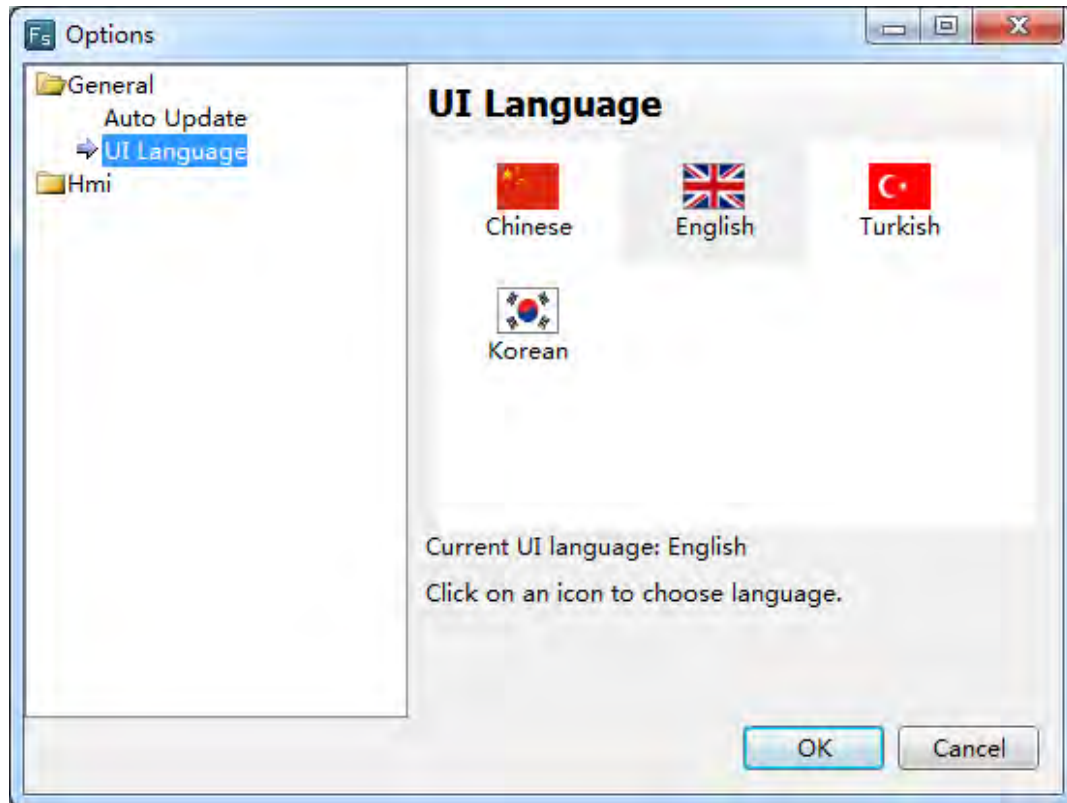 Fs Options
General
Auto Update
UI Language
Hmi
UI Language
Chinese
English
Turkish
Korean
Current UI language: English
Click on an icon to choose language.
OK
Cancel